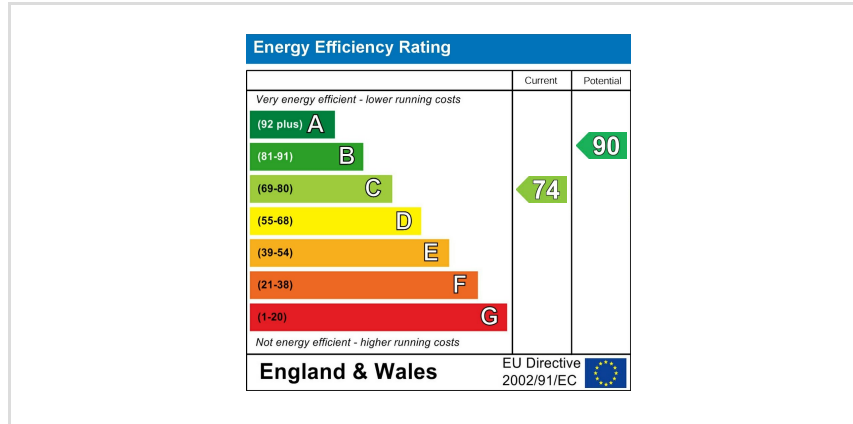 Energy Efficiency Rating
Current Potential
Very energy efficient - lower running costs
(92 plus) A
(81-91) B
90
(69-80) C
74
(55-68) D
(39-54) E
(21-38) F
(1-20) G
Not energy efficient - higher running costs
England & Wales
EU Directive
2002/91/EC